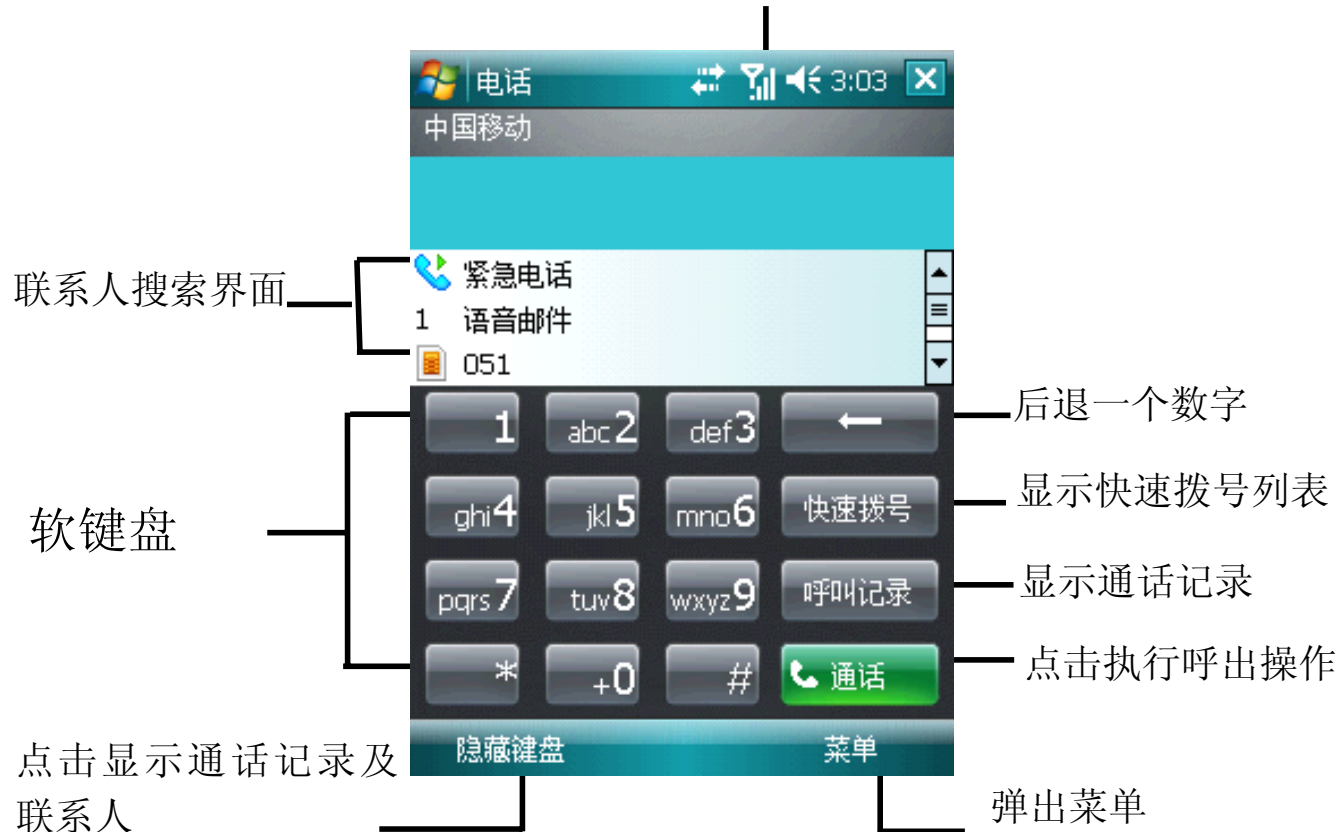 电话 3:03
中国移动
紧急电话
1 语音邮件
051
联系人搜索界面
1 abc2 def3 ←
后退一个数字
ghi4 jkl5 mno6 快速拨号
显示快速拨号列表
软键盘
pqrs7 tuv8 wxyz9 呼叫记录
显示通话记录
* +0 # 通话
点击执行呼出操作
隐藏键盘 菜单
点击显示通话记录及
联系人
弹出菜单